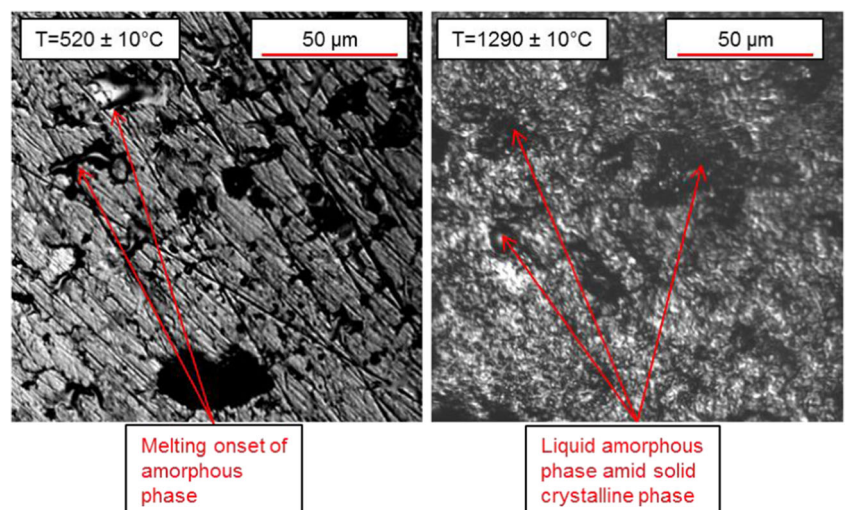 T=520 ± 10°C
50 µm
T=1290 ± 10°C
50 µm
Melting onset of
amorphous
phase
Liquid amorphous
phase amid solid
crystalline phase